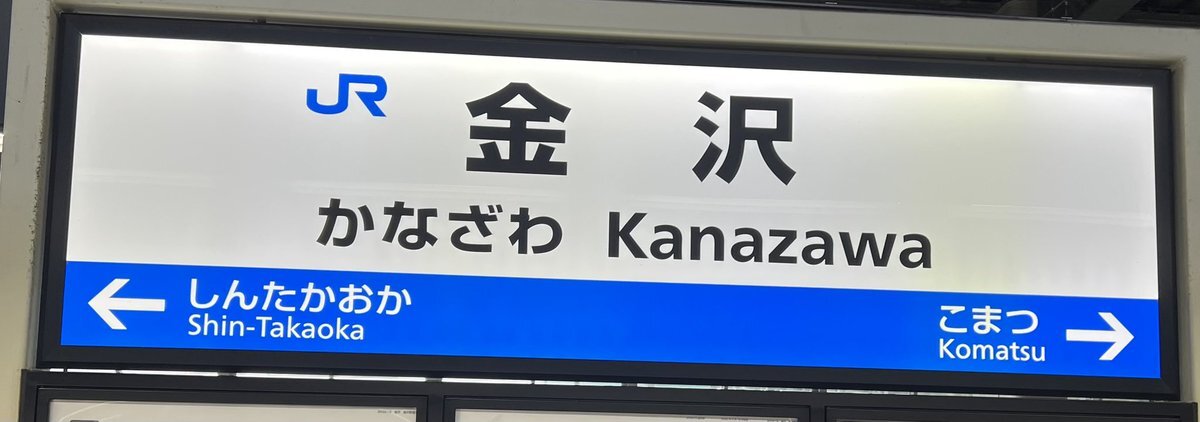 JR 金沢
かなざわ Kanazawa
しんたかおか
Shin-Takaoka
こまつ
Komatsu